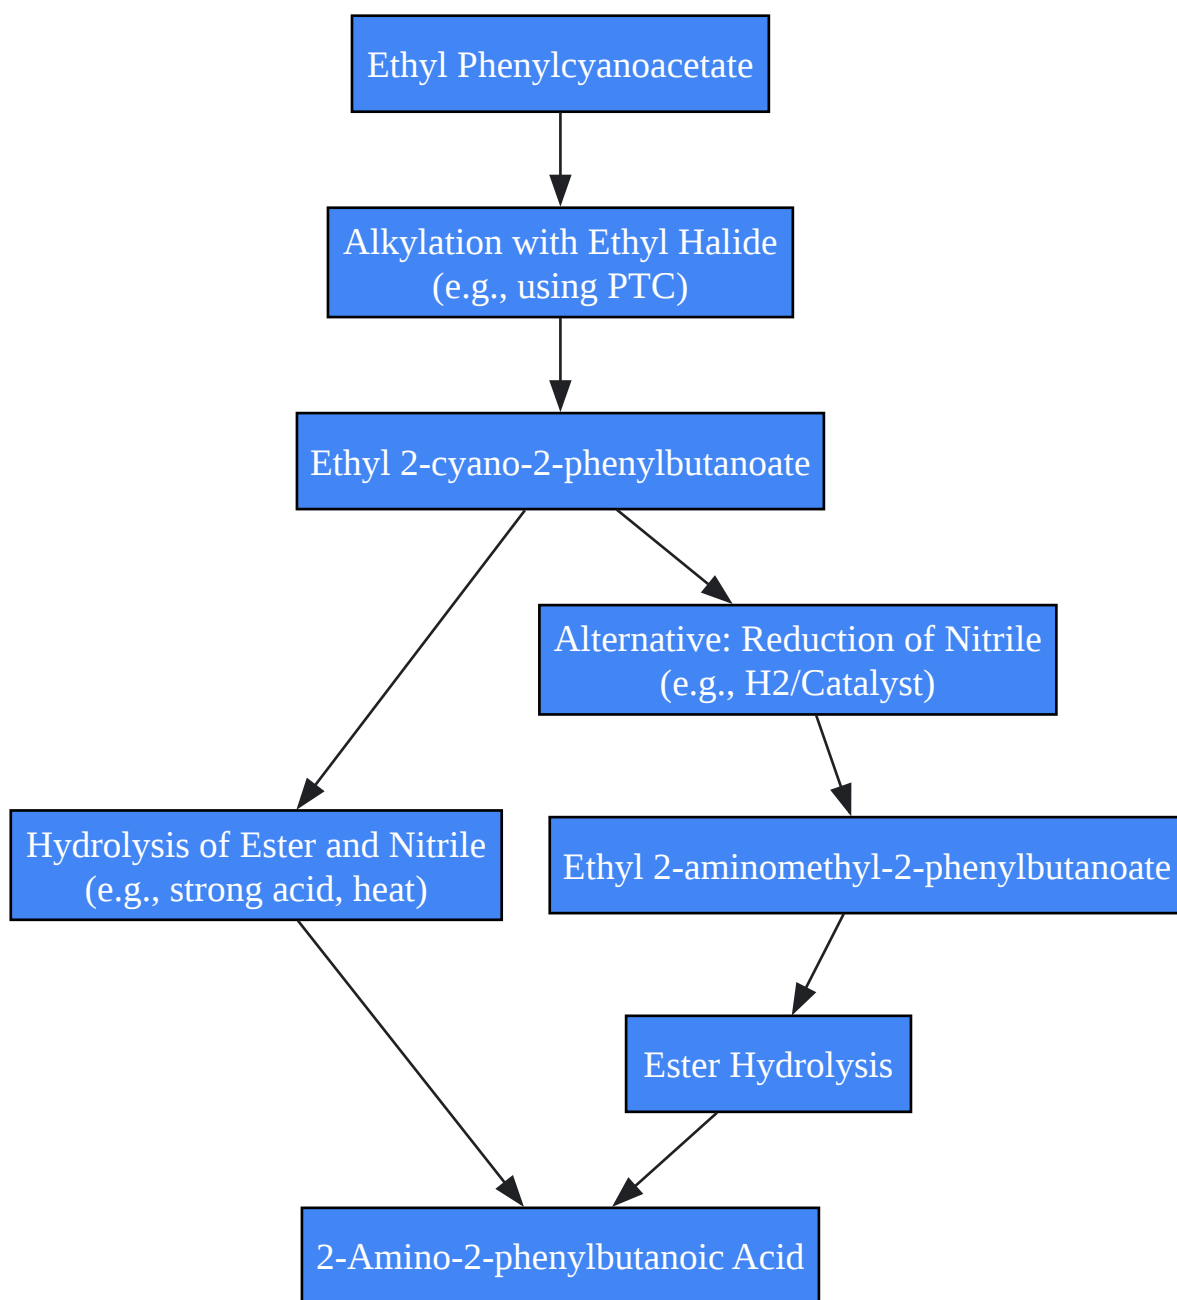 Ethyl Phenylcyanoacetate
Alkylation with Ethyl Halide
(e.g., using PTC)
Ethyl 2-cyano-2-phenylbutanoate
Alternative: Reduction of Nitrile
(e.g., H2/Catalyst)
Hydrolysis of Ester and Nitrile
(e.g., strong acid, heat)
Ethyl 2-aminomethyl-2-phenylbutanoate
Ester Hydrolysis
2-Amino-2-phenylbutanoic Acid